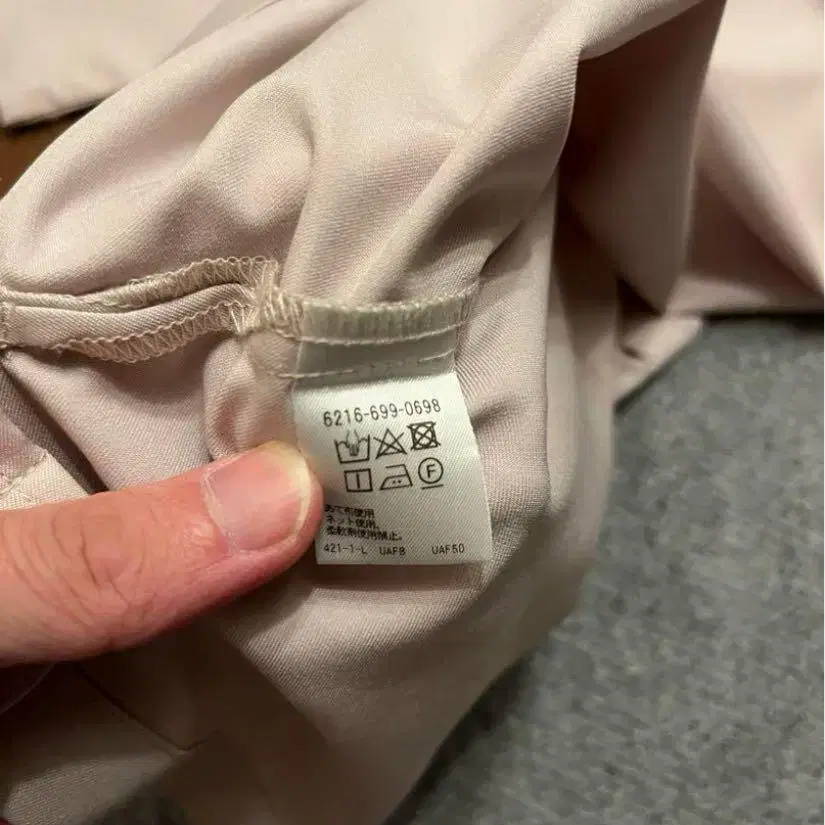 6216-699-0698
F
あて布使用
ネット使用。
柔軟剤使用禁止。
421-1-L UAF8 UAF50